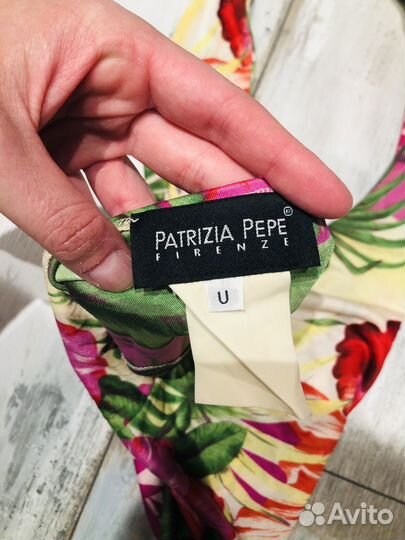 PATRIZIA PEPE
FIRENZE
U
Avito